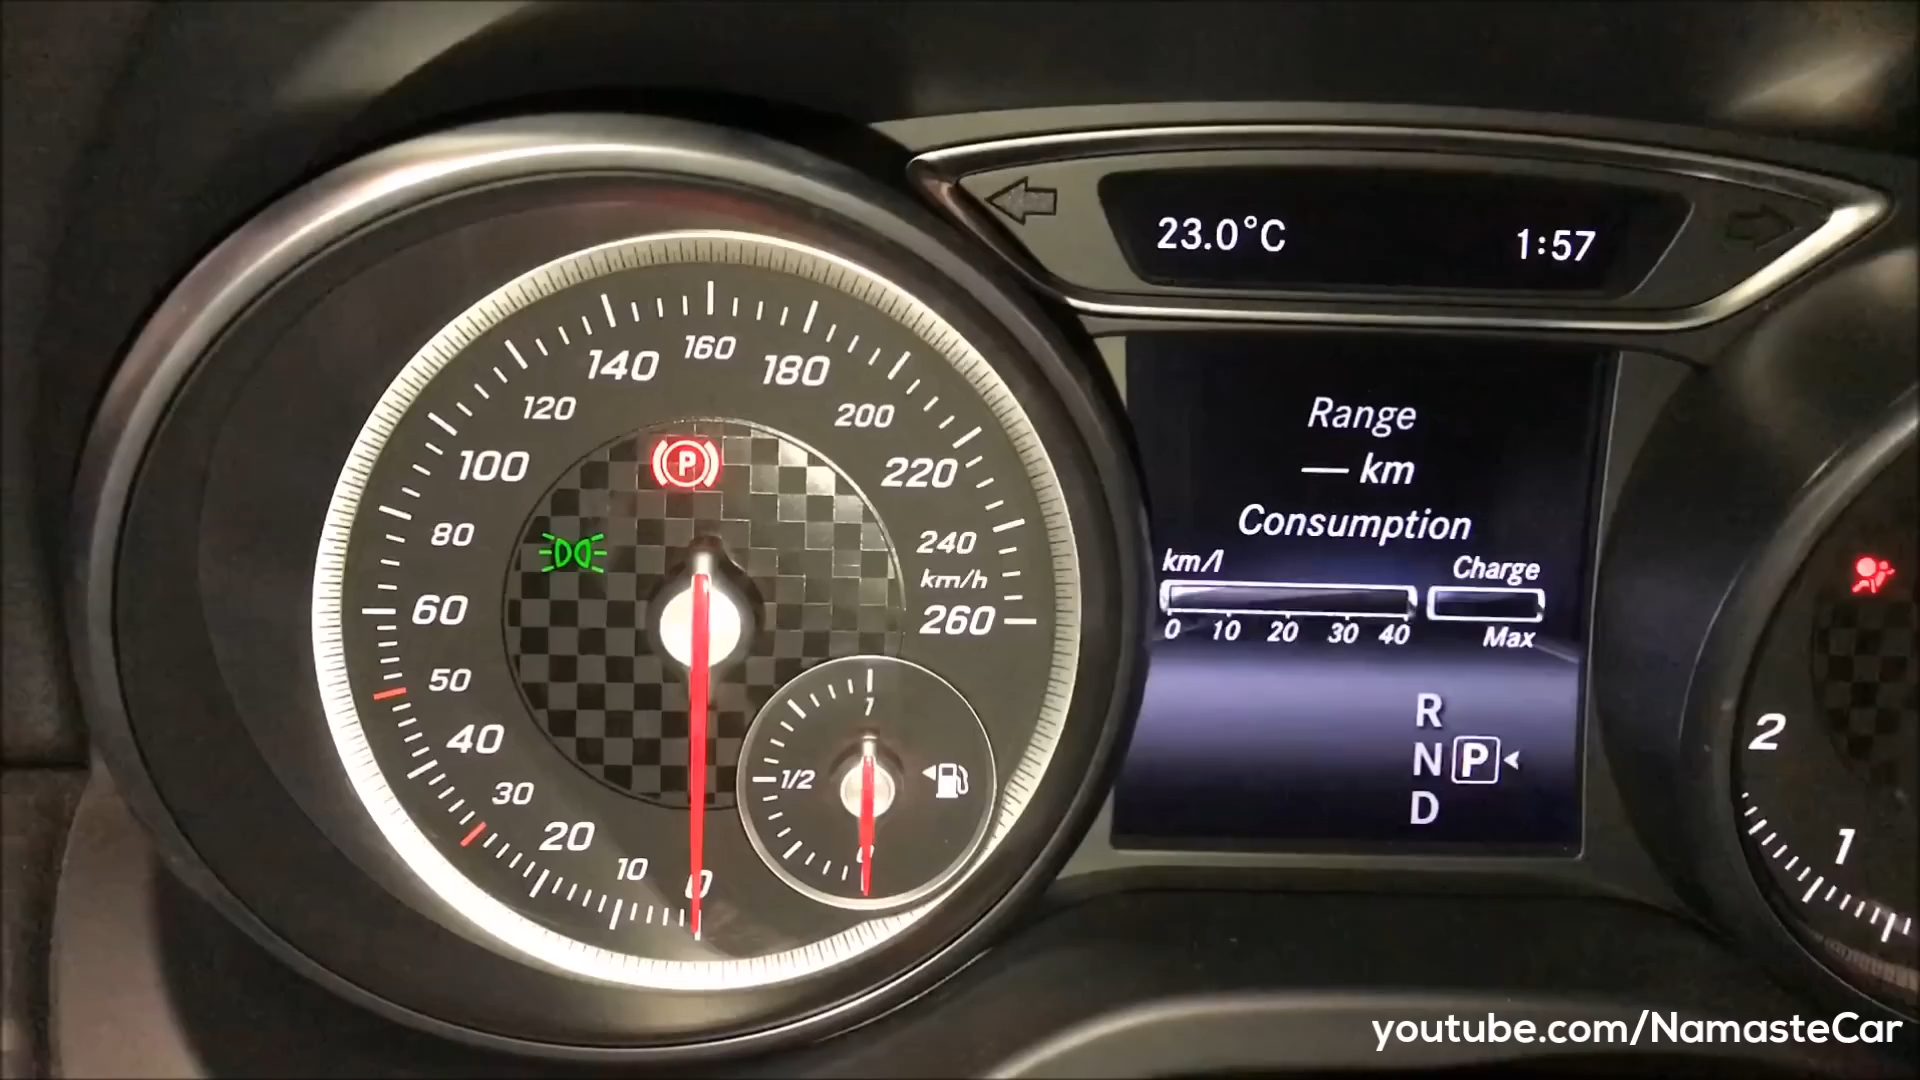 23.0°C
1:57
160
140
180
120
200
100
220
80
240
km/h
60
260
50
40
30
20
10
0
P
1
1/2
0
Range
— km
Consumption
km/l
Charge
0 10 20 30 40
Max
R
N P
D
2
1
youtube.com/NamasteCar